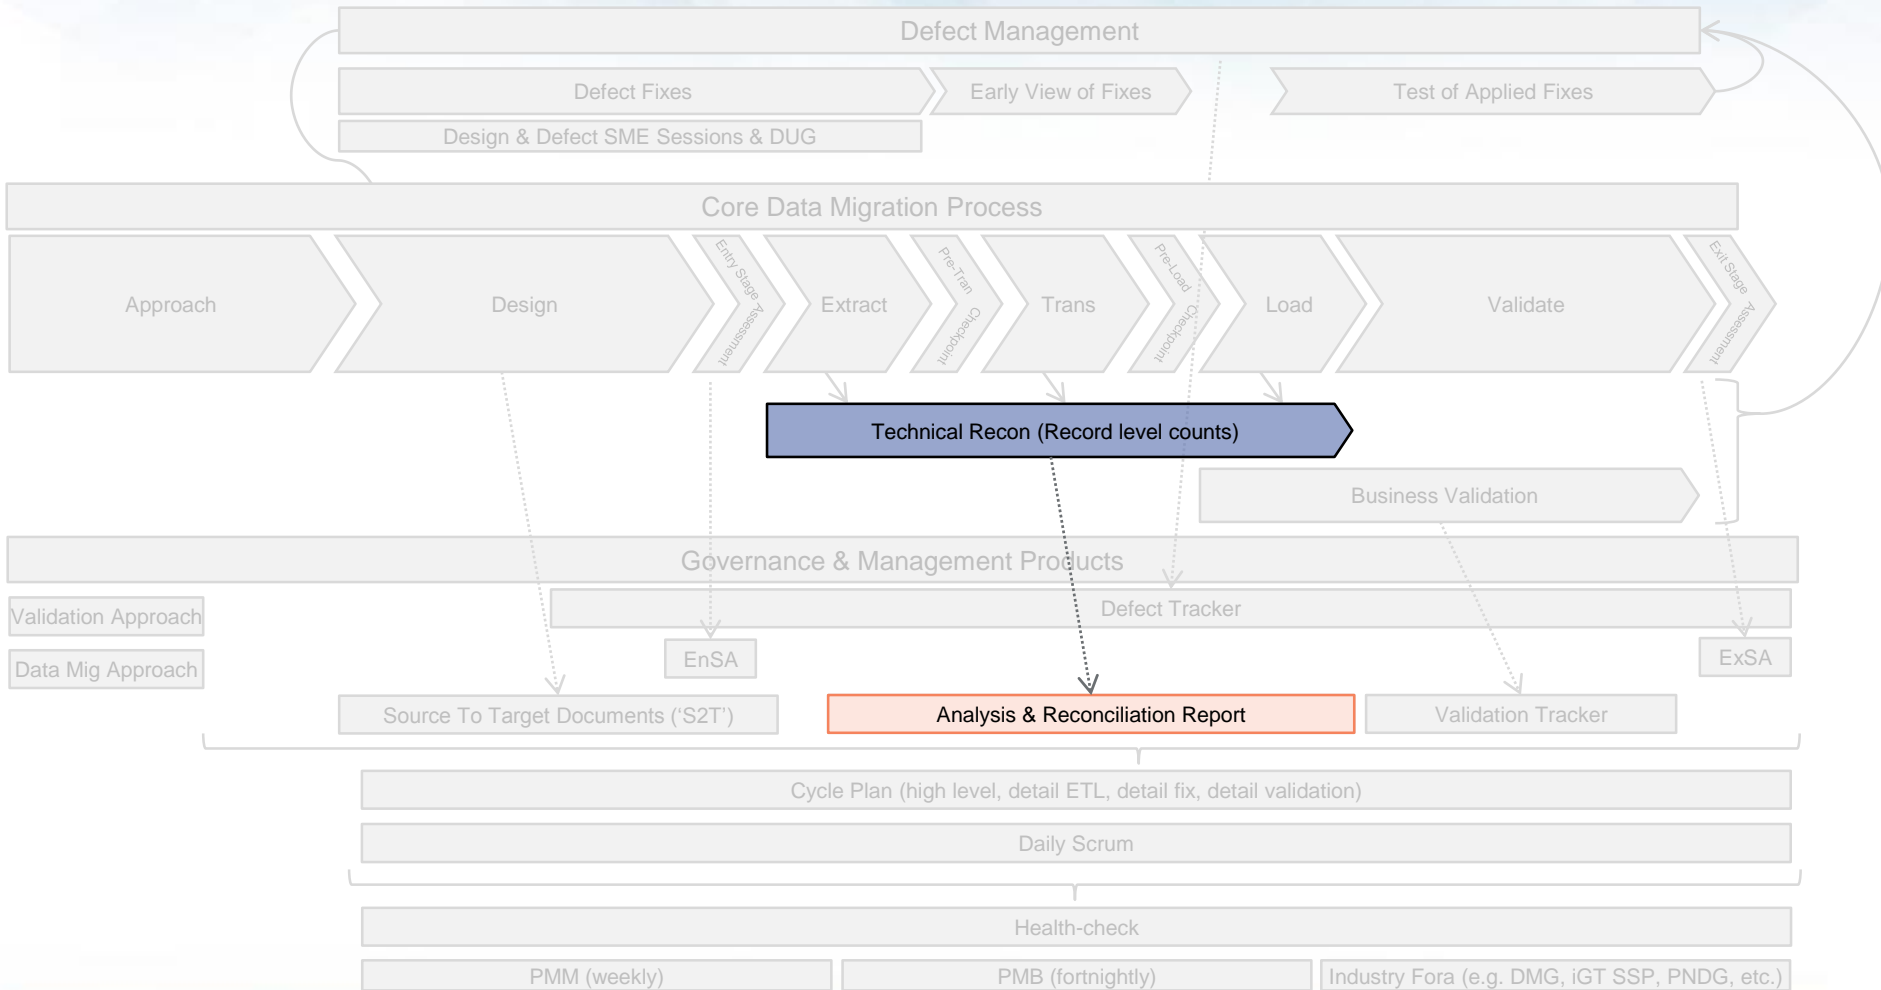 Defect Management
Defect Fixes
Early View of Fixes
Test of Applied Fixes
Design & Defect SME Sessions & DUG
Core Data Migration Process
Approach
Design
Entry Stage
Assessment
Extract
Pre-Tran
Checkpoint
Trans
Pre-Load
Checkpoint
Load
Validate
Exit Stage
Assessment
Technical Recon (Record level counts)
Business Validation
Governance & Management Products
Validation Approach
Defect Tracker
Data Mig Approach
EnSA
ExSA
Source To Target Documents (‘S2T’)
Analysis & Reconciliation Report
Validation Tracker
Cycle Plan (high level, detail ETL, detail fix, detail validation)
Daily Scrum
Health-check
PMM (weekly)
PMB (fortnightly)
Industry Fora (e.g. DMG, iGT SSP, PNDG, etc.)